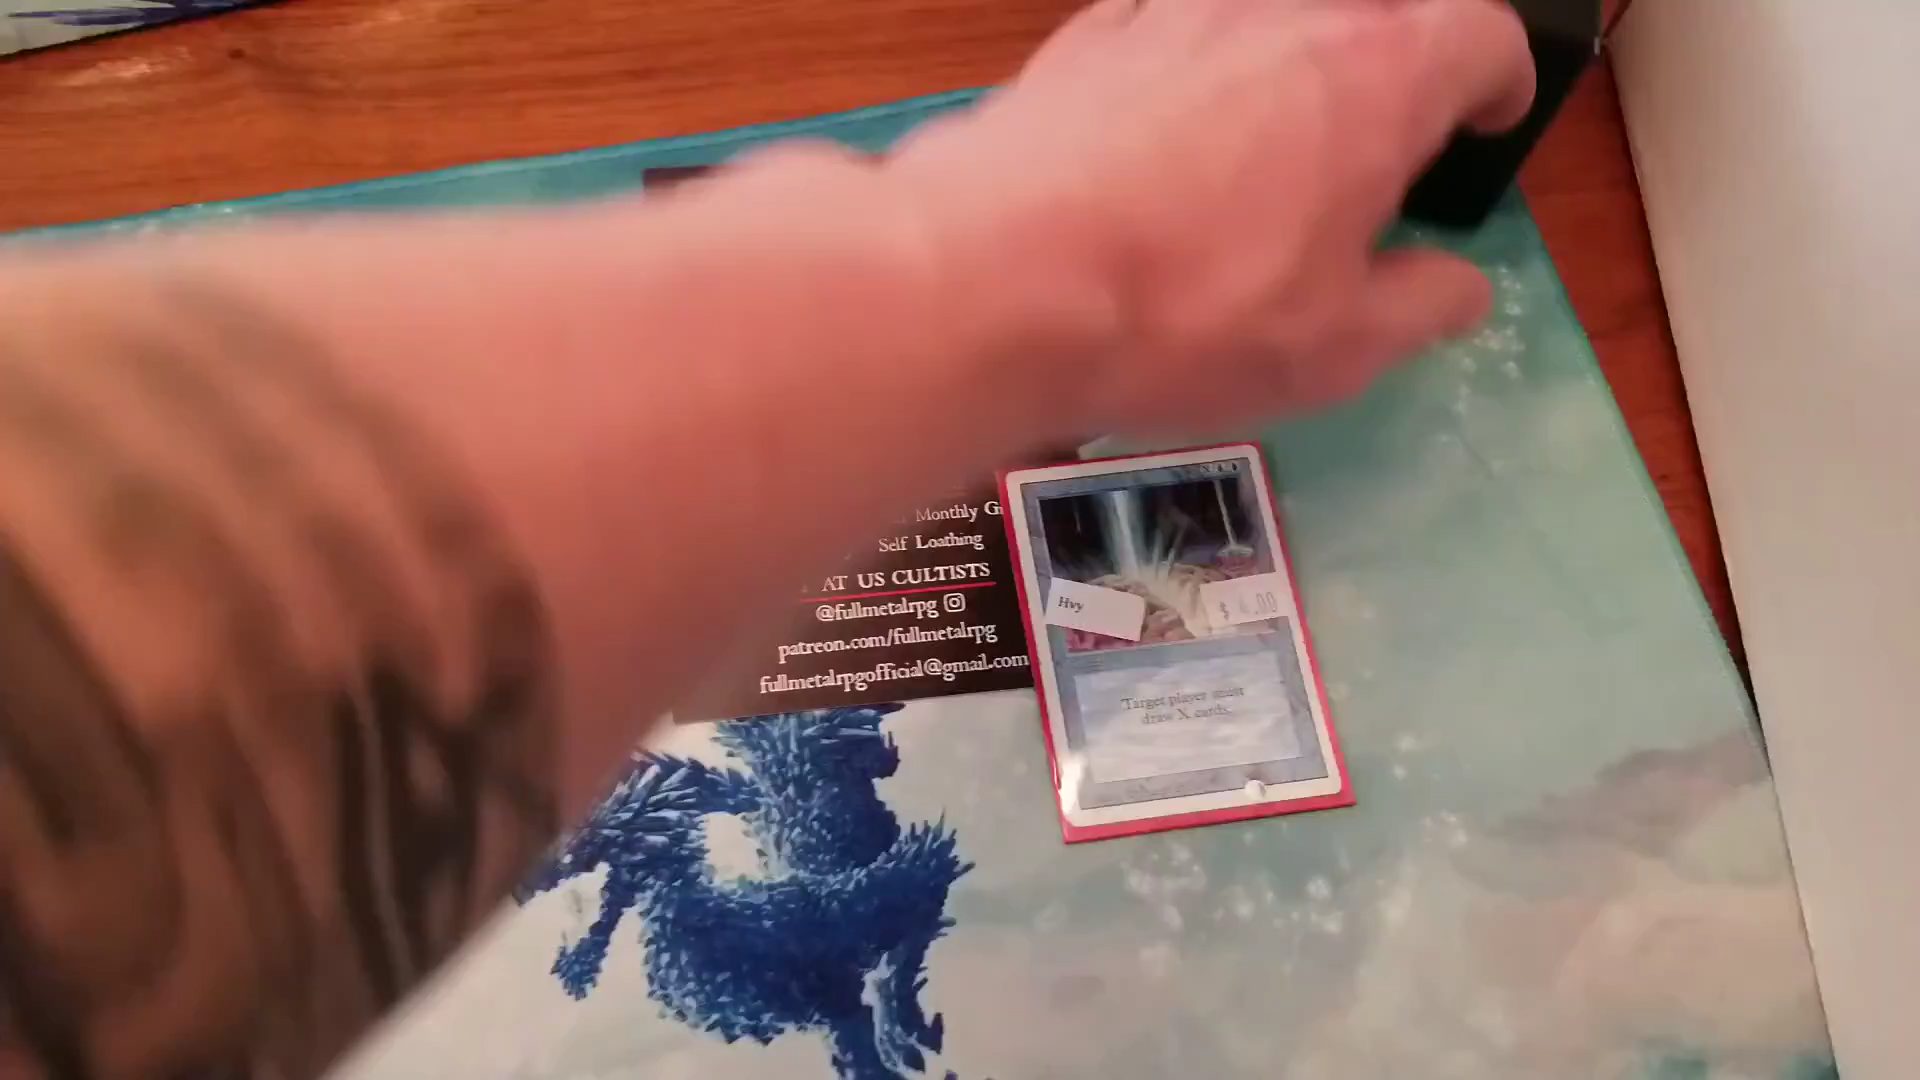 Monthly
Self Loathing
AT US CULTISTS
@fullmetalrpg
patreon.com/fullmetalrpg
fullmetalrpgofficial@gmail.com
Hvy
Target player must
draw X cards.